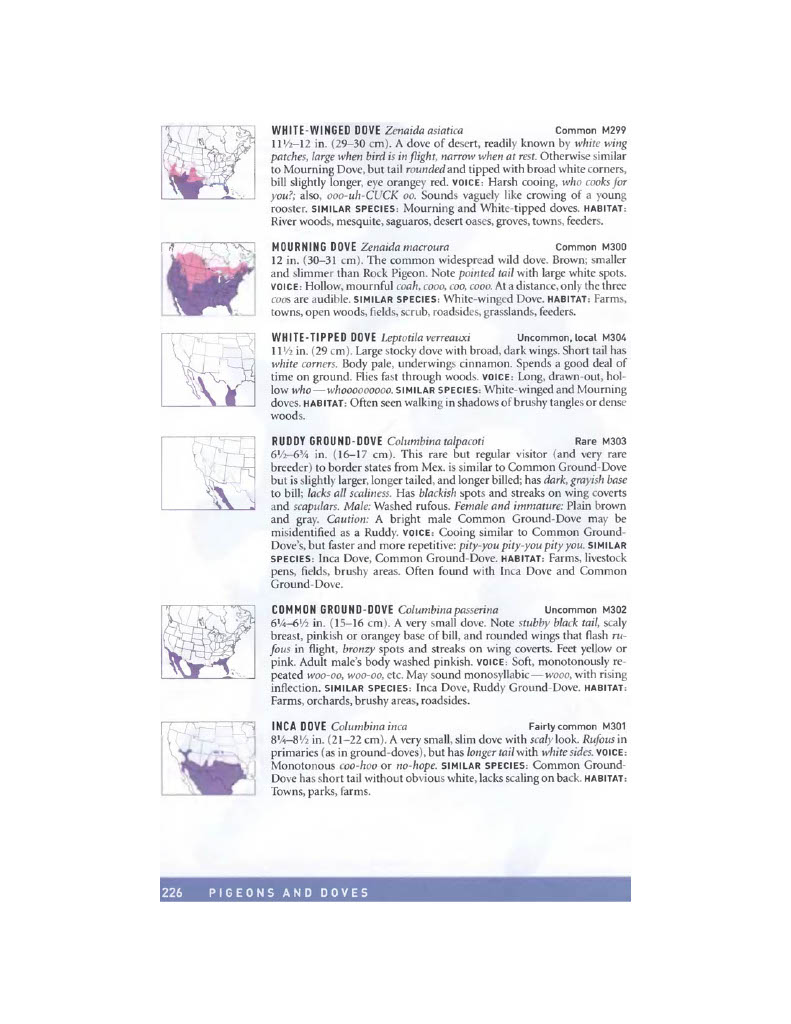 WHITE-WINGED DOVE Zenaida asiatica Common M299
11½–12 in. (29–30 cm). A dove of desert, readily known by white wing
patches, large when bird is in flight, narrow when at rest. Otherwise similar
to Mourning Dove, but tail rounded and tipped with broad white corners,
bill slightly longer, eye orangey red. VOICE: Harsh cooing, who cooks for
you?; also, ooo-uh-CUCK oo. Sounds vaguely like crowing of a young
rooster. SIMILAR SPECIES: Mourning and White-tipped doves. HABITAT:
River woods, mesquite, saguaros, desert oases, groves, towns, feeders.
MOURNING DOVE Zenaida macroura Common M300
12 in. (30–31 cm). The common widespread wild dove. Brown; smaller
and slimmer than Rock Pigeon. Note pointed tail with large white spots.
VOICE: Hollow, mournful coah, cooo, coo, cooo. At a distance, only the three
coos are audible. SIMILAR SPECIES: White-winged Dove. HABITAT: Farms,
towns, open woods, fields, scrub, roadsides, grasslands, feeders.
WHITE-TIPPED DOVE Leptotila verreauxi Uncommon, local M304
11½ in. (29 cm). Large stocky dove with broad, dark wings. Short tail has
white corners. Body pale, underwings cinnamon. Spends a good deal of
time on ground. Flies fast through woods. VOICE: Long, drawn-out, hol-
low who — whoooooooooo. SIMILAR SPECIES: White-winged and Mourning
doves. HABITAT: Often seen walking in shadows of brushy tangles or dense
woods.
RUDDY GROUND-DOVE Columbina talpacoti Rare M303
6½–6¾ in. (16–17 cm). This rare but regular visitor (and very rare
breeder) to border states from Mex. is similar to Common Ground-Dove
but is slightly larger, longer tailed, and longer billed; has dark, grayish base
to bill; lacks all scaliness. Has blackish spots and streaks on wing coverts
and scapulars. Male: Washed rufous. Female and immature: Plain brown
and gray. Caution: A bright male Common Ground-Dove may be
misidentified as a Ruddy. VOICE: Cooing similar to Common Ground-
Dove's, but faster and more repetitive: pity-you pity-you pity you. SIMILAR
SPECIES: Inca Dove, Common Ground-Dove. HABITAT: Farms, livestock
pens, fields, brushy areas. Often found with Inca Dove and Common
Ground-Dove.
COMMON GROUND-DOVE Columbina passerina Uncommon M302
6¼–6½ in. (15–16 cm). A very small dove. Note stubby black tail, scaly
breast, pinkish or orangey base of bill, and rounded wings that flash ru-
fous in flight, bronzy spots and streaks on wing coverts. Feet yellow or
pink. Adult male's body washed pinkish. VOICE: Soft, monotonously re-
peated woo-oo, woo-oo, etc. May sound monosyllabic — wooo, with rising
inflection. SIMILAR SPECIES: Inca Dove, Ruddy Ground-Dove. HABITAT:
Farms, orchards, brushy areas, roadsides.
INCA DOVE Columbina inca Fairly common M301
8¼–8½ in. (21–22 cm). A very small, slim dove with scaly look. Rufous in
primaries (as in ground-doves), but has longer tail with white sides. VOICE:
Monotonous coo-hoo or no-hope. SIMILAR SPECIES: Common Ground-
Dove has short tail without obvious white, lacks scaling on back. HABITAT:
Towns, parks, farms.
226 PIGEONS AND DOVES